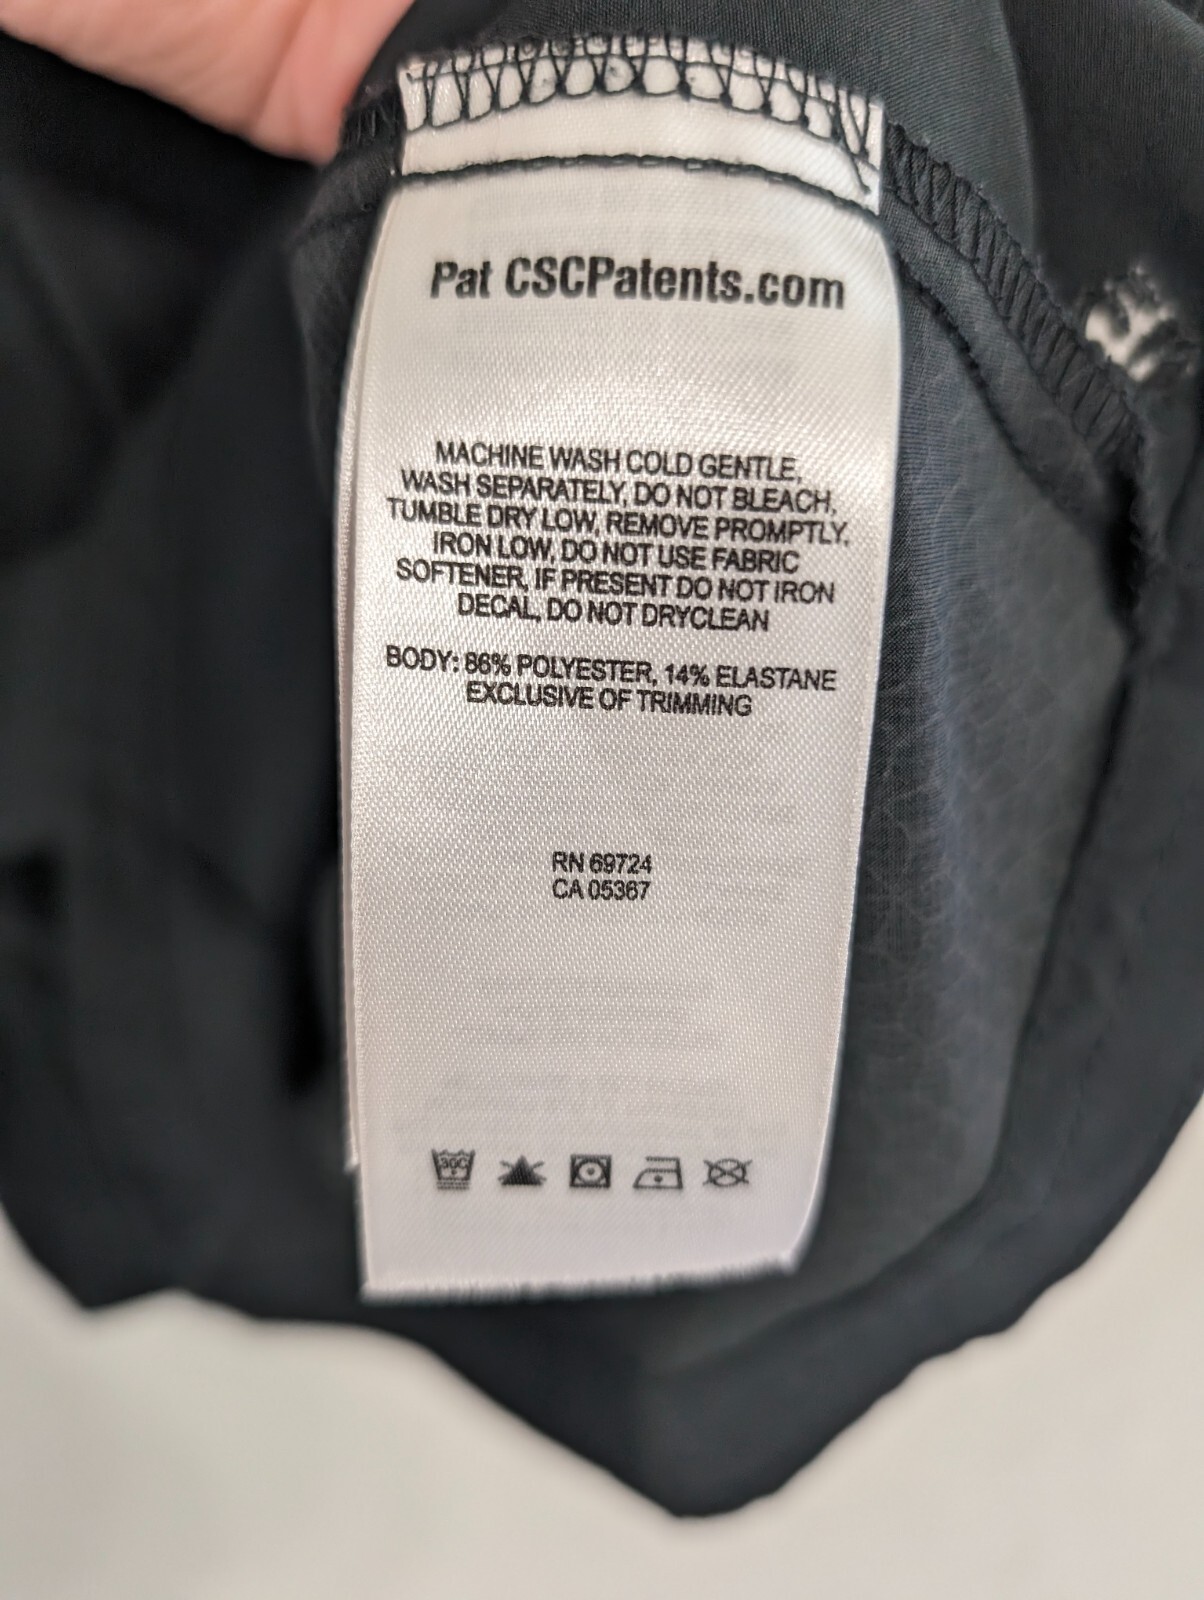 Pat CSCPatents.com
MACHINE WASH COLD GENTLE,
WASH SEPARATELY, DO NOT BLEACH,
TUMBLE DRY LOW, REMOVE PROMPTLY,
IRON LOW, DO NOT USE FABRIC
SOFTENER, IF PRESENT DO NOT IRON
DECAL, DO NOT DRYCLEAN
BODY: 86% POLYESTER, 14% ELASTANE
EXCLUSIVE OF TRIMMING
RN 69724
CA 05367
30C